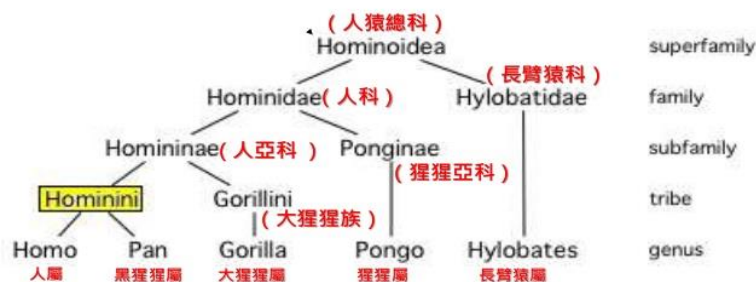 (人猿總科)
Hominoidea superfamily
(長臂猿科)
Hominidae(人科) Hylobatidae family
Homininae(人亞科) Ponginae subfamily
(猩猩亞科)
Hominini Gorillini tribe
(大猩猩族)
Homo Pan Gorilla Pongo Hylobates genus
人屬 黑猩猩屬 大猩猩屬 猩猩屬 長臂猿屬